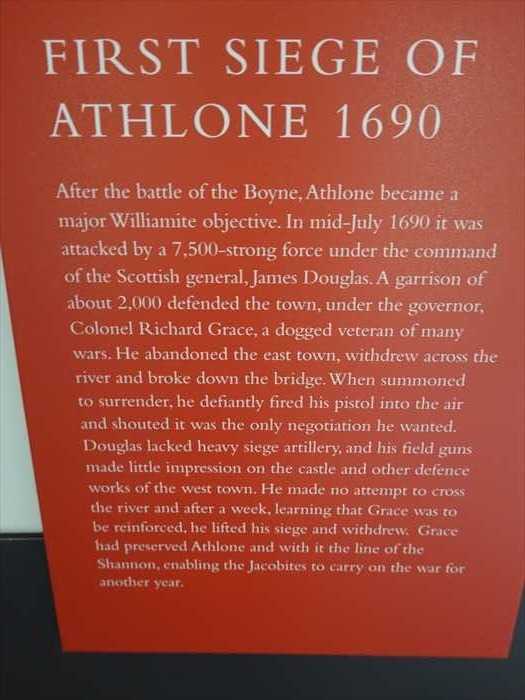 FIRST SIEGE OF
ATHLONE 1690
After the battle of the Boyne, Athlone became a
major Williamite objective. In mid-July 1690 it was
attacked by a 7,500-strong force under the command
of the Scottish general, James Douglas. A garrison of
about 2,000 defended the town, under the governor,
Colonel Richard Grace, a dogged veteran of many
wars. He abandoned the east town, withdrew across the
river and broke down the bridge. When summoned
to surrender, he defiantly fired his pistol into the air
and shouted it was the only negotiation he wanted.
Douglas lacked heavy siege artillery, and his field guns
made little impression on the castle and other defence
works of the west town. He made no attempt to cross
the river and after a week, learning that Grace was to
be reinforced, he lifted his siege and withdrew. Grace
had preserved Athlone and with it the line of the
Shannon, enabling the Jacobites to carry on the war for
another year.